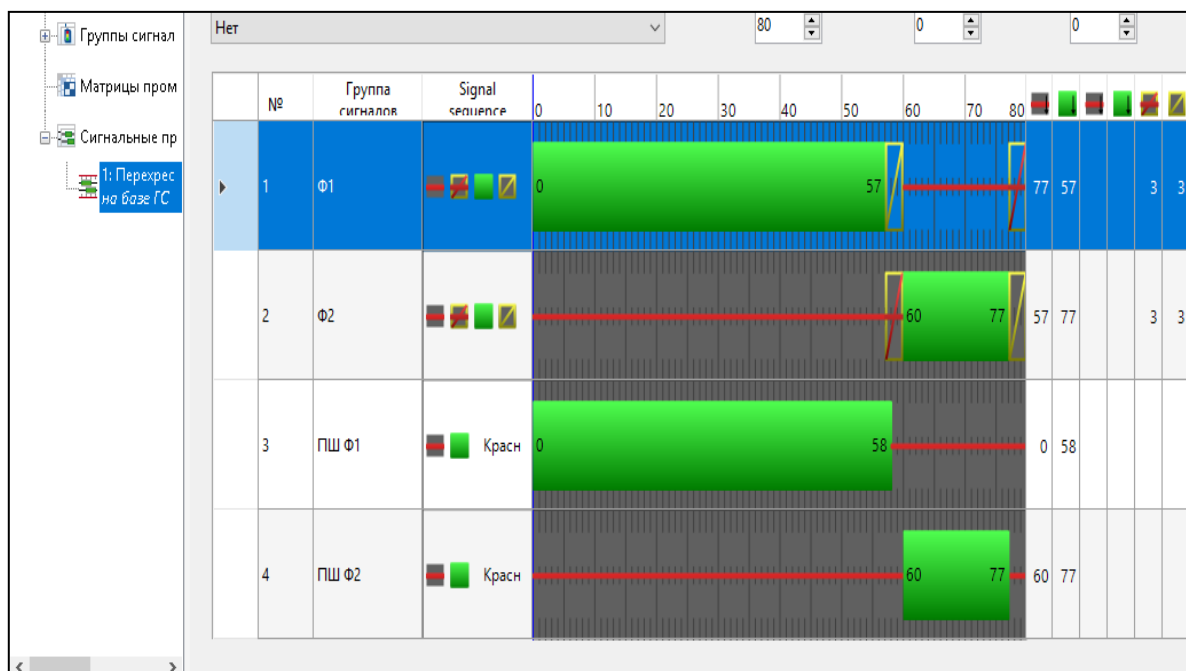 Группы сигнал
Матрицы пром
Сигнальные пр
1: Перехрес
на базе ГС
Нет 80 0 0
№ Группа сигналов Signal sequence 0 10 20 30 40 50 60 70 80
1 Ф1 0 57 77 57 3 3
2 Ф2 60 77 57 77 3 3
3 ПШ Ф1 Красн 0 58 0 58
4 ПШ Ф2 Красн 60 77 60 77